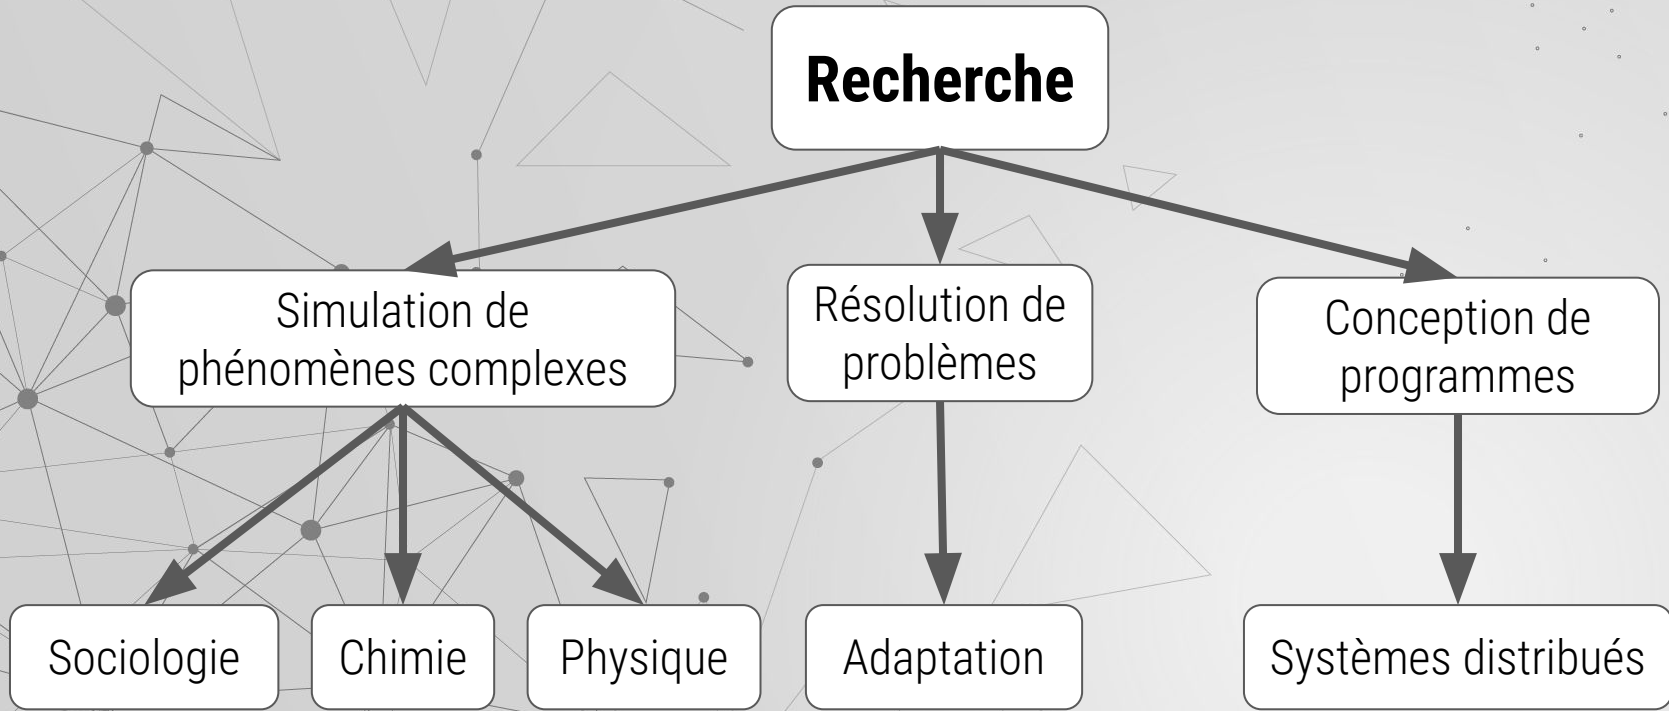 Recherche
Simulation de
phénomènes complexes
Résolution de
problèmes
Conception de
programmes
Sociologie
Chimie
Physique
Adaptation
Systèmes distribués